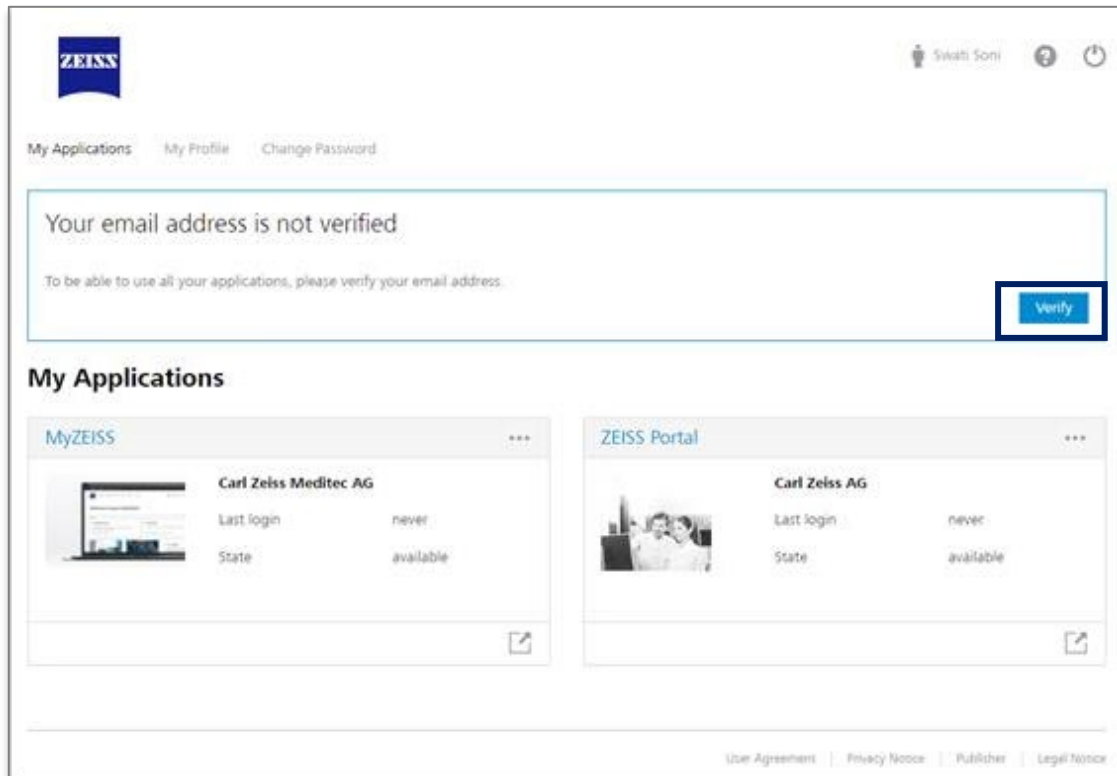 ZEISS
Swati Soni
My Applications My Profile Change Password
Your email address is not verified
To be able to use all your applications, please verify your email address.
Verify
My Applications
MyZEISS
Carl Zeiss Meditec AG
Last login never
State available
ZEISS Portal
Carl Zeiss AG
Last login never
State available
User Agreement Privacy Notice Publisher Legal Notice